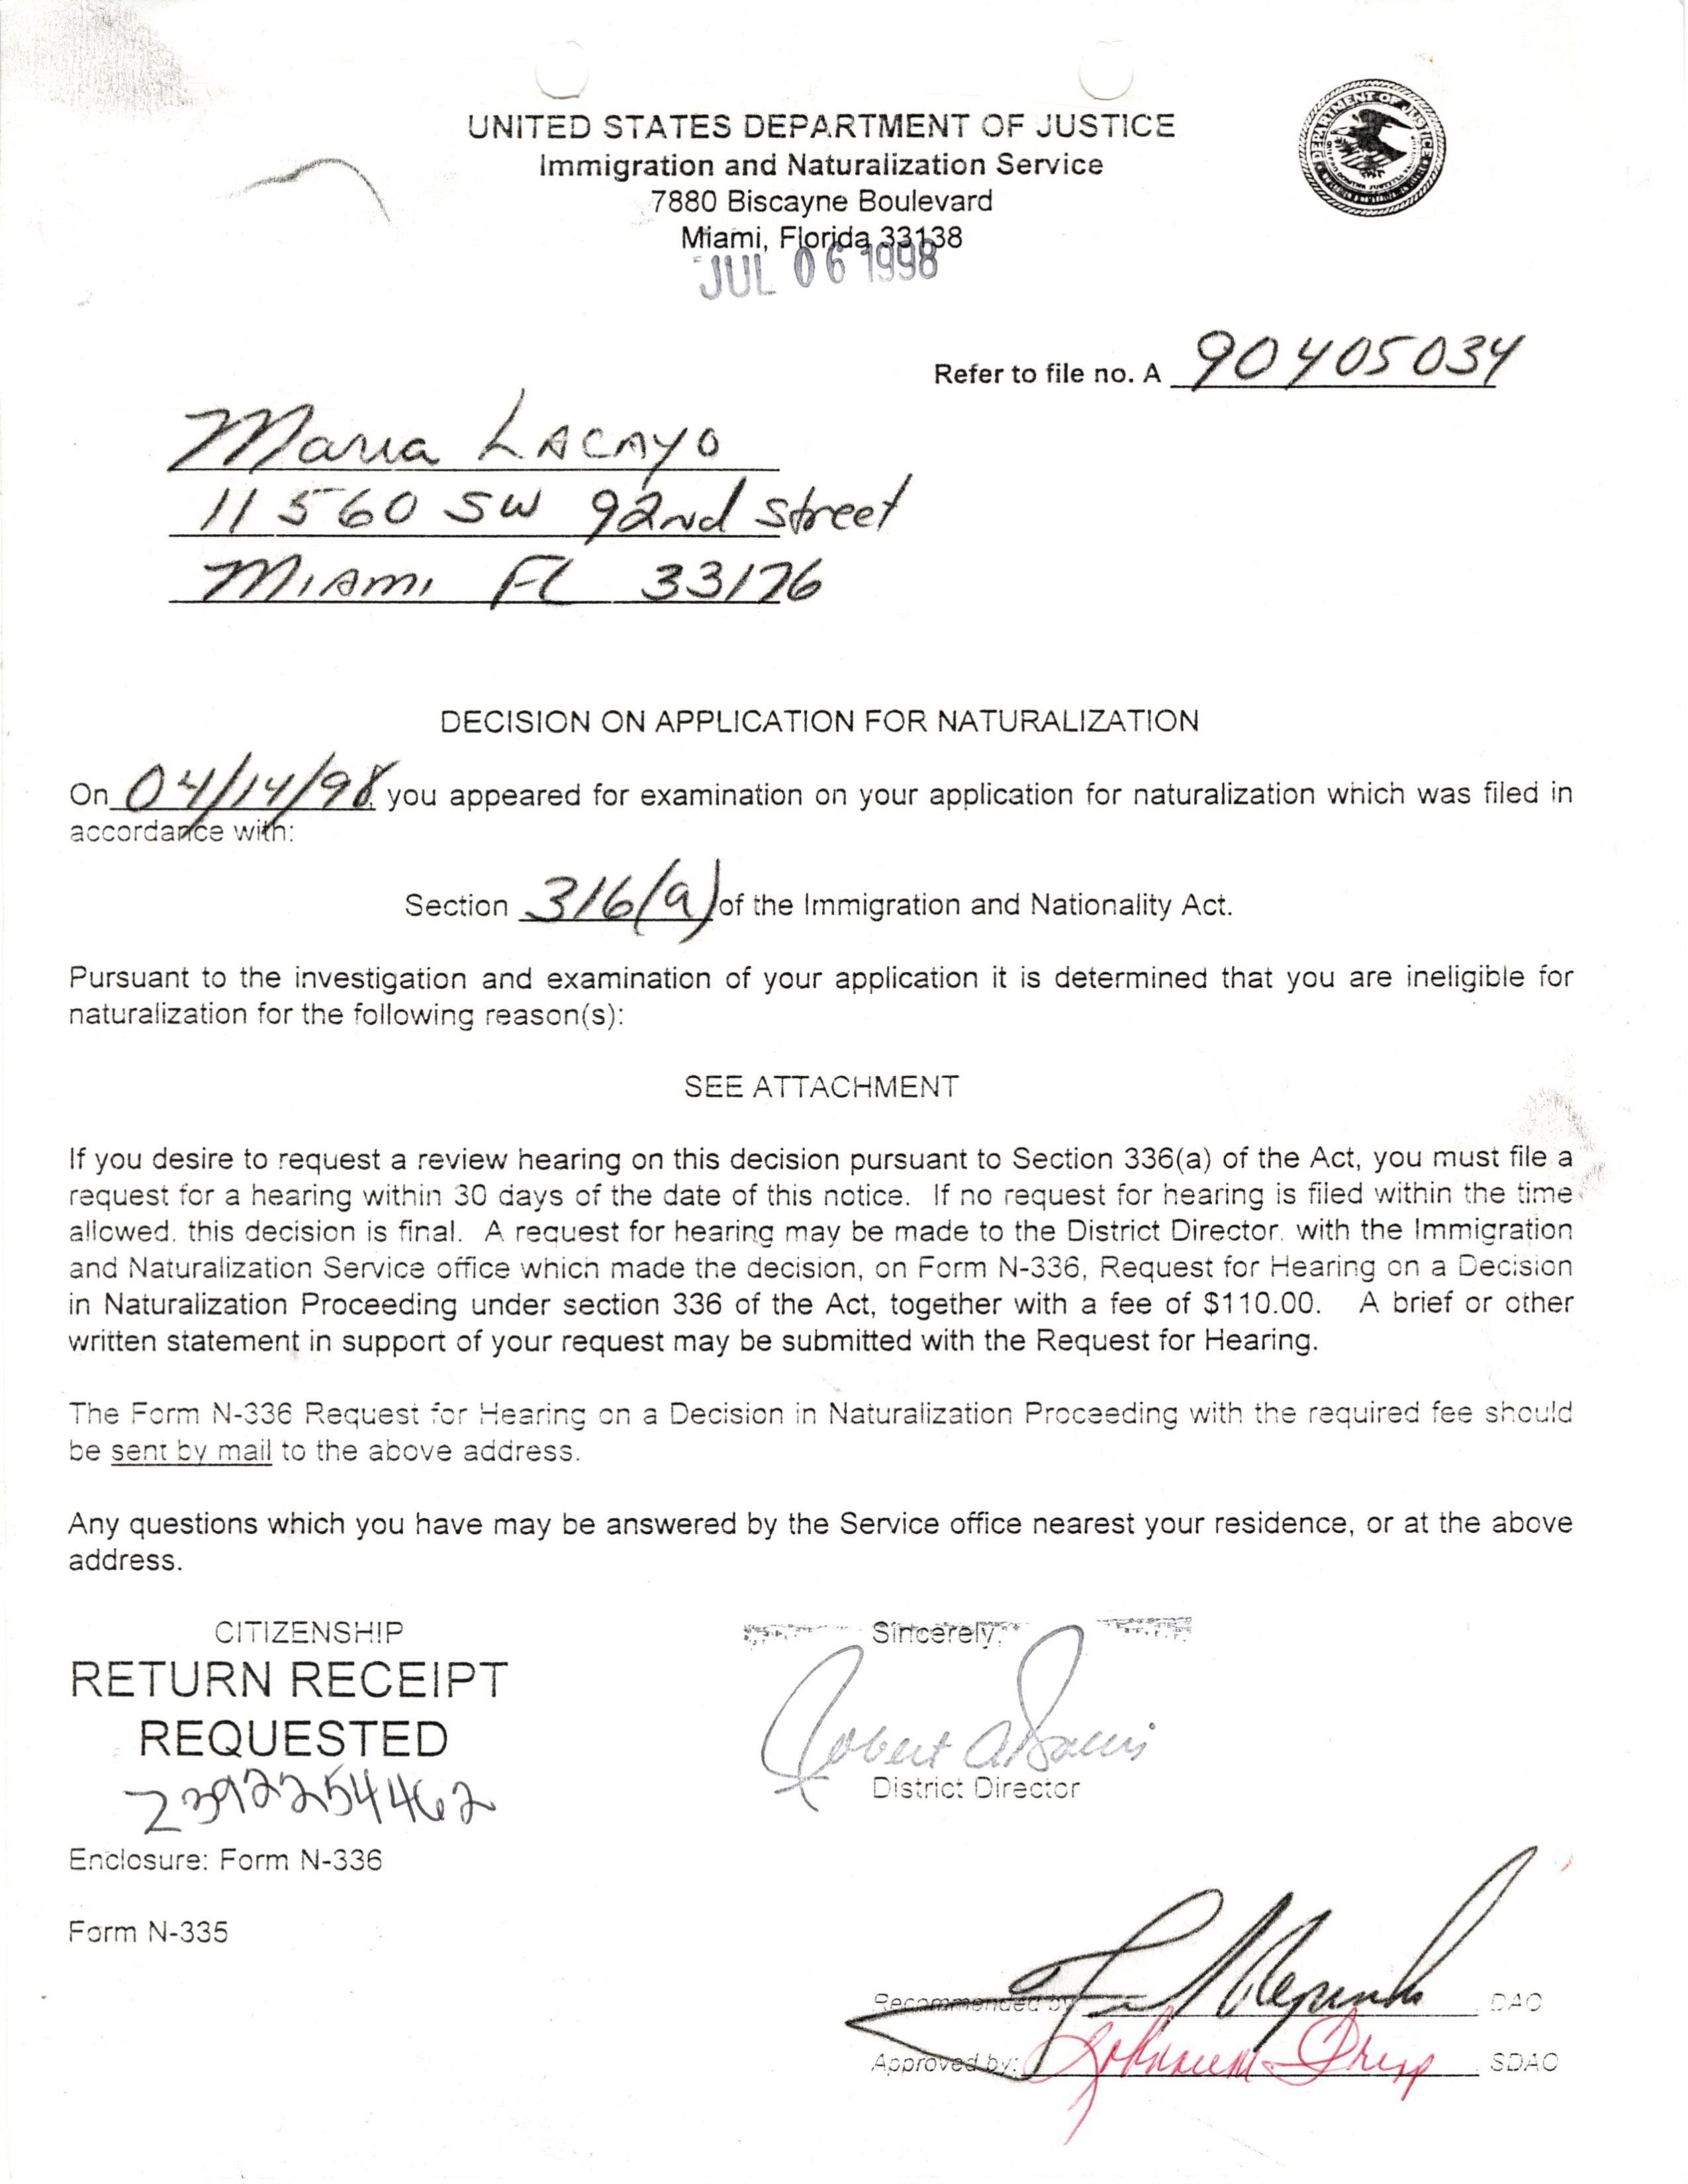 UNITED STATES DEPARTMENT OF JUSTICE
Immigration and Naturalization Service
7880 Biscayne Boulevard
Miami, Florida 33138
JUL 06 1998
Refer to file no. A 90405034
Maria LACAYO
11560 SW 92nd Street
MIAMI FL 33176
DECISION ON APPLICATION FOR NATURALIZATION
On 04/14/98 you appeared for examination on your application for naturalization which was filed in
accordance with:
Section 316(a) of the Immigration and Nationality Act.
Pursuant to the investigation and examination of your application it is determined that you are ineligible for
naturalization for the following reason(s):
SEE ATTACHMENT
If you desire to request a review hearing on this decision pursuant to Section 336(a) of the Act, you must file a
request for a hearing within 30 days of the date of this notice. If no request for hearing is filed within the time
allowed, this decision is final. A request for hearing may be made to the District Director, with the Immigration
and Naturalization Service office which made the decision, on Form N-336, Request for Hearing on a Decision
in Naturalization Proceeding under section 336 of the Act, together with a fee of $110.00. A brief or other
written statement in support of your request may be submitted with the Request for Hearing.
The Form N-336 Request for Hearing on a Decision in Naturalization Proceeding with the required fee should
be sent by mail to the above address.
Any questions which you have may be answered by the Service office nearest your residence, or at the above
address.
CITIZENSHIP
RETURN RECEIPT
REQUESTED
Z392254462
Enclosure: Form N-336
Form N-335
Sincerely,
Robert
District Director
Recommended by: DAO
Approved by: SDAO